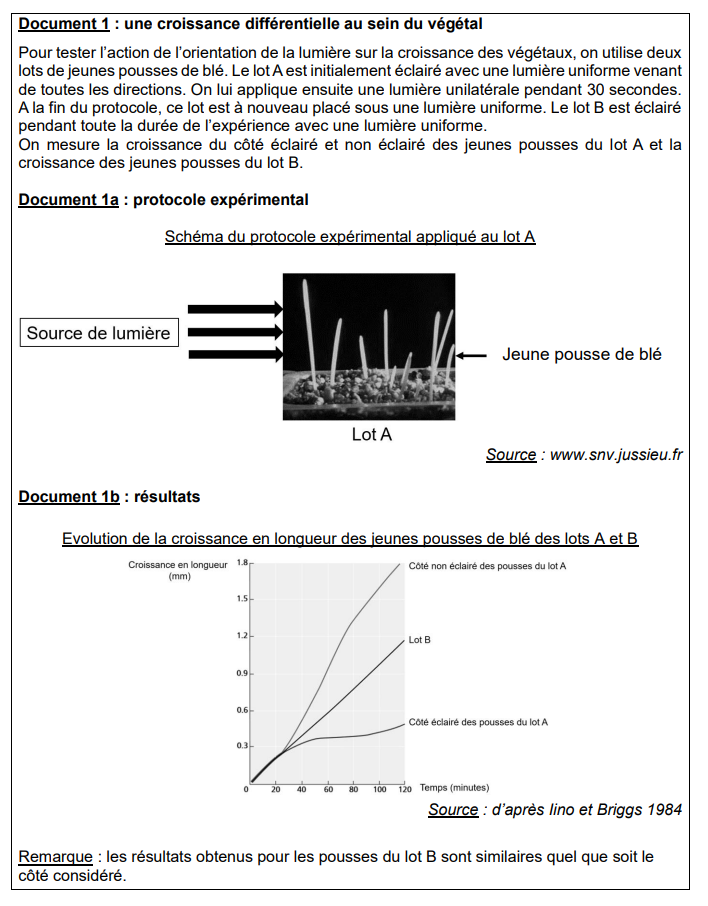 Document 1 : une croissance différentielle au sein du végétal
Pour tester l'action de l'orientation de la lumière sur la croissance des végétaux, on utilise deux
lots de jeunes pousses de blé. Le lot A est initialement éclairé avec une lumière uniforme venant
de toutes les directions. On lui applique ensuite une lumière unilatérale pendant 30 secondes.
A la fin du protocole, ce lot est à nouveau placé sous une lumière uniforme. Le lot B est éclairé
pendant toute la durée de l'expérience avec une lumière uniforme.
On mesure la croissance du côté éclairé et non éclairé des jeunes pousses du lot A et la
croissance des jeunes pousses du lot B.
Document 1a : protocole expérimental
Schéma du protocole expérimental appliqué au lot A
Source de lumière
Jeune pousse de blé
Lot A
Source : www.snv.jussieu.fr
Document 1b : résultats
Evolution de la croissance en longueur des jeunes pousses de blé des lots A et B
Croissance en longueur
(mm)
1.8
1.5
1.2
0.9
0.6
0.3
0 20 40 60 80 100 120
Côté non éclairé des pousses du lot A
Lot B
Côté éclairé des pousses du lot A
Temps (minutes)
Source : d'après Iino et Briggs 1984
Remarque : les résultats obtenus pour les pousses du lot B sont similaires quel que soit le
côté considéré.